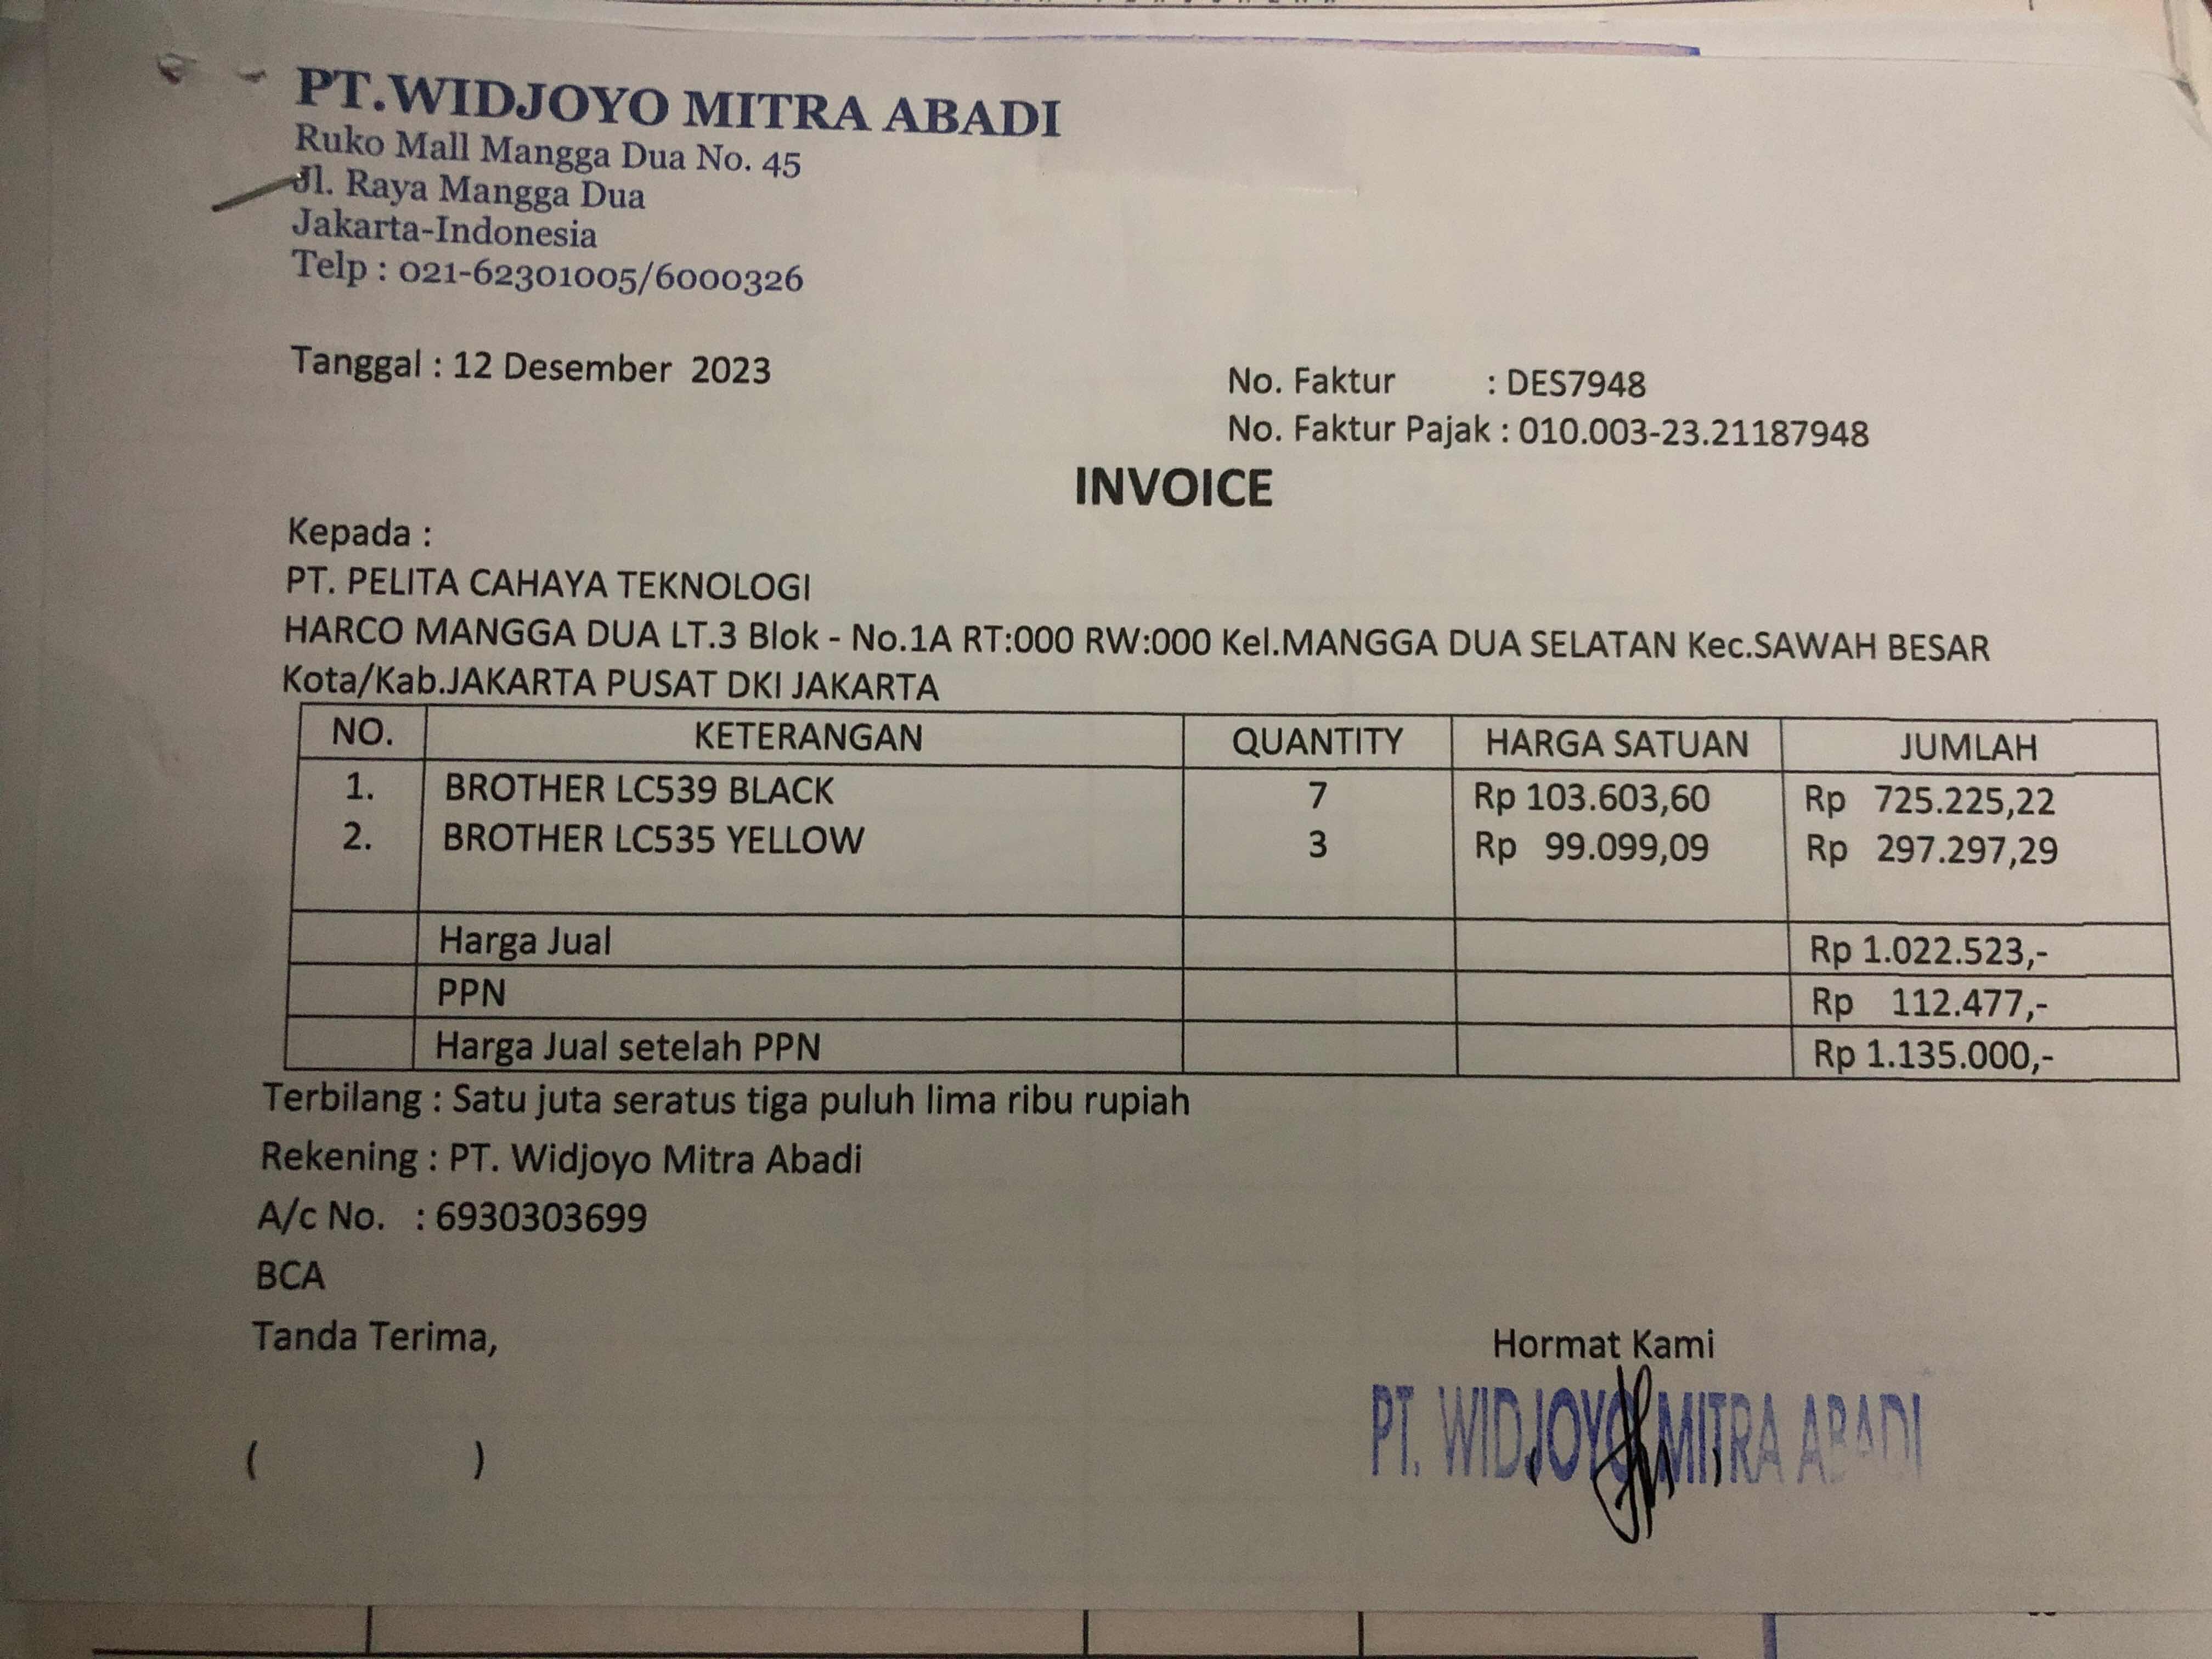 PT.WIDJOYO MITRA ABADI
Ruko Mall Mangga Dua No. 45
Jl. Raya Mangga Dua
Jakarta-Indonesia
Telp : 021-62301005/6000326
Tanggal : 12 Desember 2023
No. Faktur : DES7948
No. Faktur Pajak : 010.003-23.21187948
INVOICE
Kepada :
PT. PELITA CAHAYA TEKNOLOGI
HARCO MANGGA DUA LT.3 Blok - No.1A RT:000 RW:000 Kel.MANGGA DUA SELATAN Kec.SAWAH BESAR
Kota/Kab.JAKARTA PUSAT DKI JAKARTA
NO. KETERANGAN QUANTITY HARGA SATUAN JUMLAH
1. BROTHER LC539 BLACK 7 Rp 103.603,60 Rp 725.225,22
2. BROTHER LC535 YELLOW 3 Rp 99.099,09 Rp 297.297,29
Harga Jual Rp 1.022.523,-
PPN Rp 112.477,-
Harga Jual setelah PPN Rp 1.135.000,-
Terbilang : Satu juta seratus tiga puluh lima ribu rupiah
Rekening : PT. Widjoyo Mitra Abadi
A/c No. : 6930303699
BCA
Tanda Terima,
Hormat Kami
PT. WIDJOYO MITRA ABADI
( )